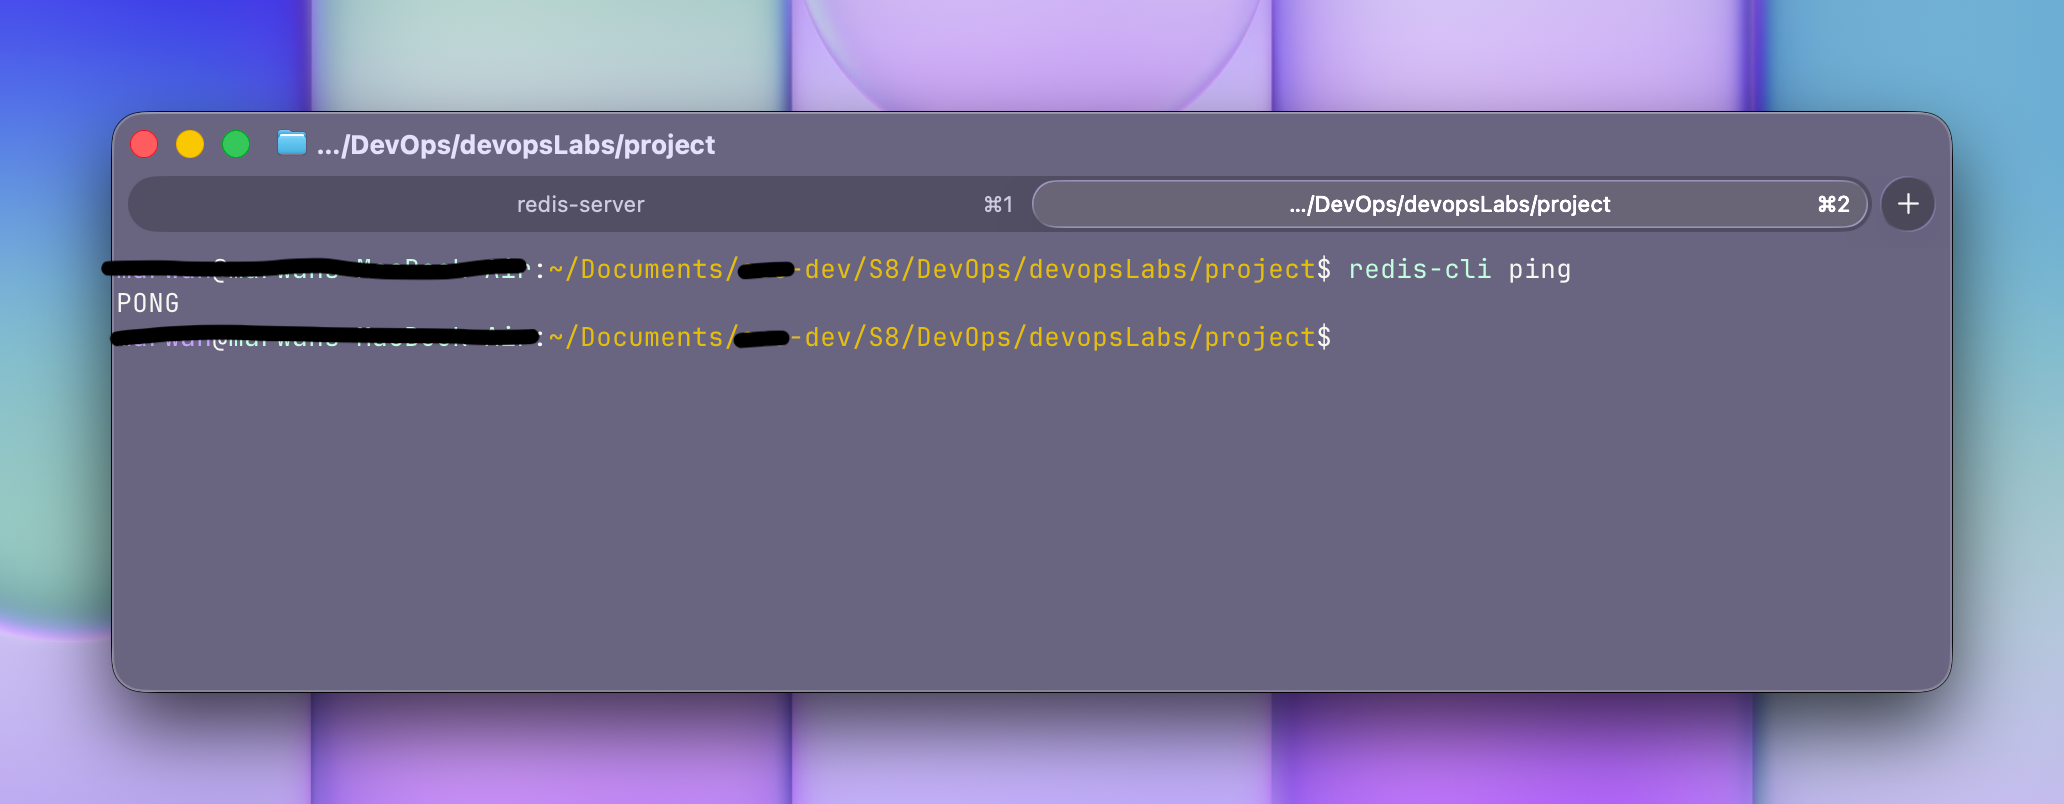 .../DevOps/devopsLabs/project
redis-server ⌘1 .../DevOps/devopsLabs/project ⌘2 +
:~/Documents/ -dev/S8/DevOps/devopsLabs/project$ redis-cli ping
PONG
:~/Documents/ -dev/S8/DevOps/devopsLabs/project$